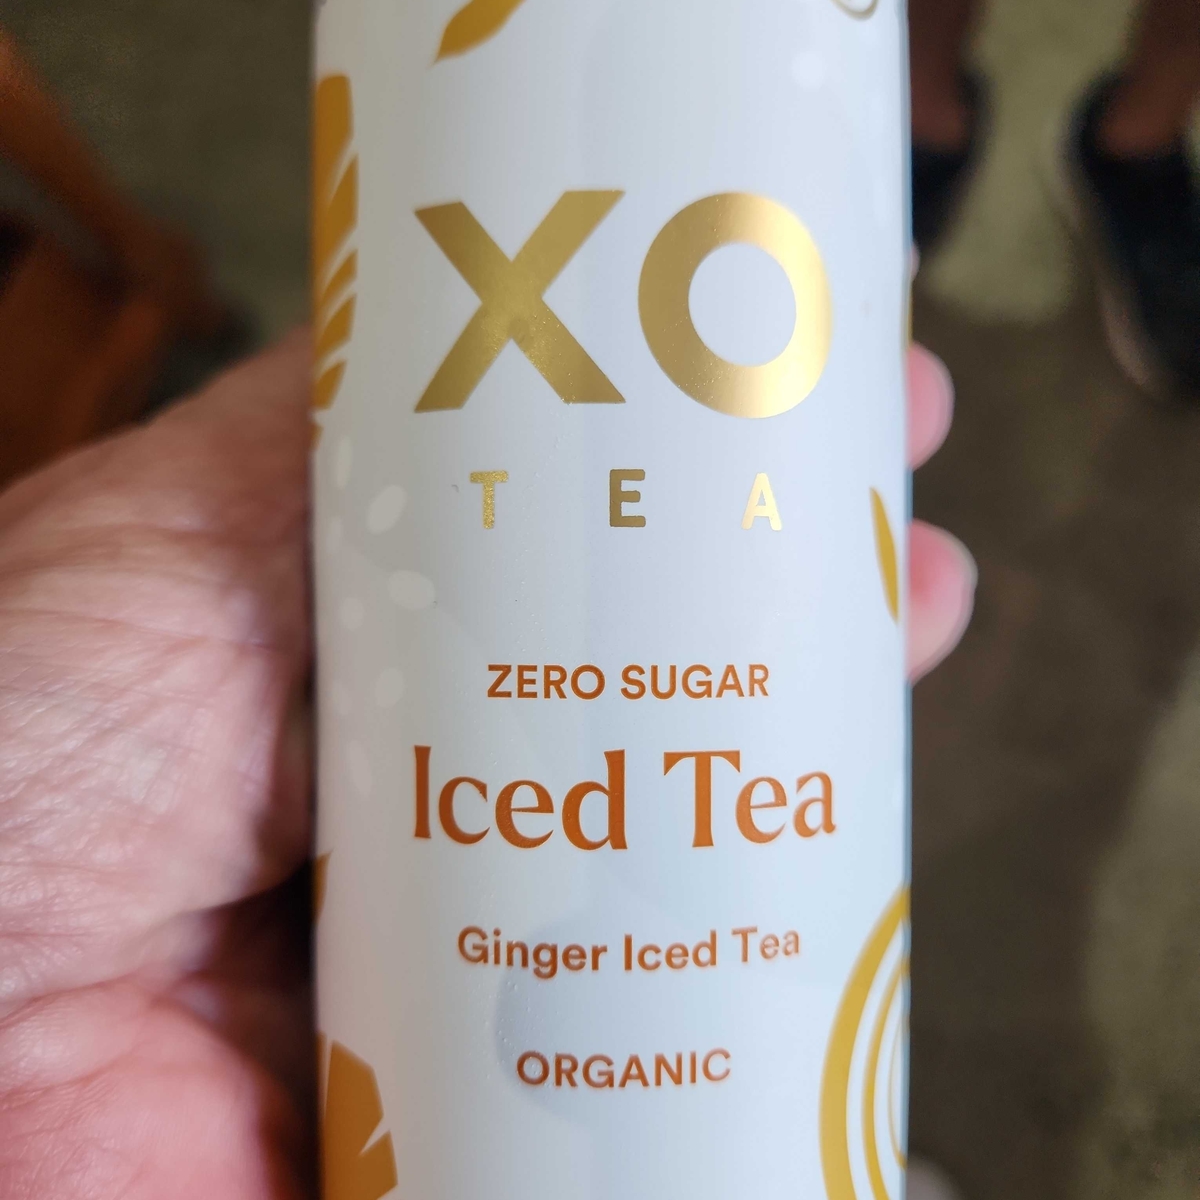 XO
TEA
ZERO SUGAR
Iced Tea
Ginger Iced Tea
ORGANIC